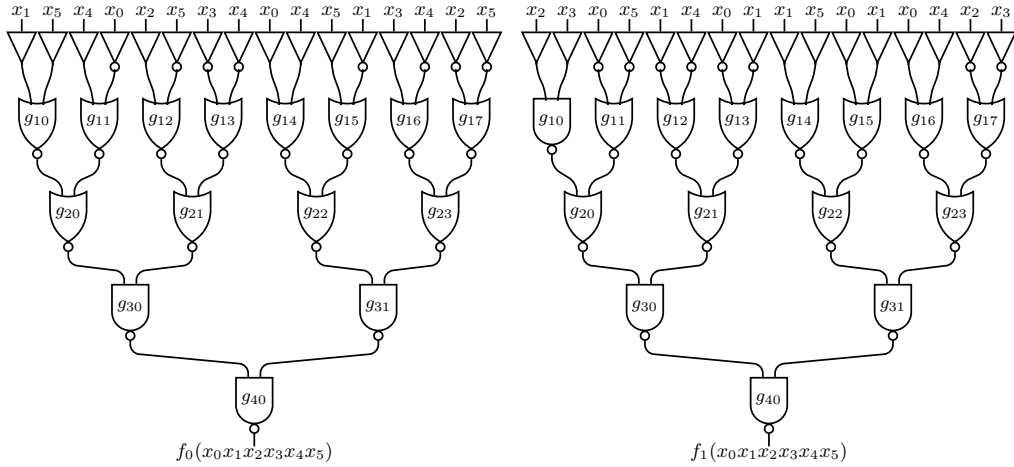 x1 x5 x4 x0 x2 x5 x3 x4 x0 x4 x5 x1 x3 x4 x2 x5
g10 g11 g12 g13 g14 g15 g16 g17
g20 g21 g22 g23
g30 g31
g40
f0(x0x1x2x3x4x5)
x2 x3 x0 x5 x1 x4 x0 x1 x1 x5 x0 x1 x0 x4 x2 x3
g10 g11 g12 g13 g14 g15 g16 g17
g20 g21 g22 g23
g30 g31
g40
f1(x0x1x2x3x4x5)